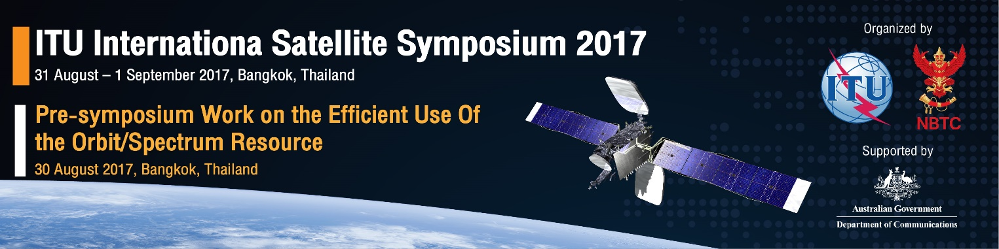 ITU Internationa Satellite Symposium 2017
31 August – 1 September 2017, Bangkok, Thailand
Pre-symposium Work on the Efficient Use Of
the Orbit/Spectrum Resource
30 August 2017, Bangkok, Thailand
Organized by
ITU
NBTC
Supported by
Australian Government
Department of Communications